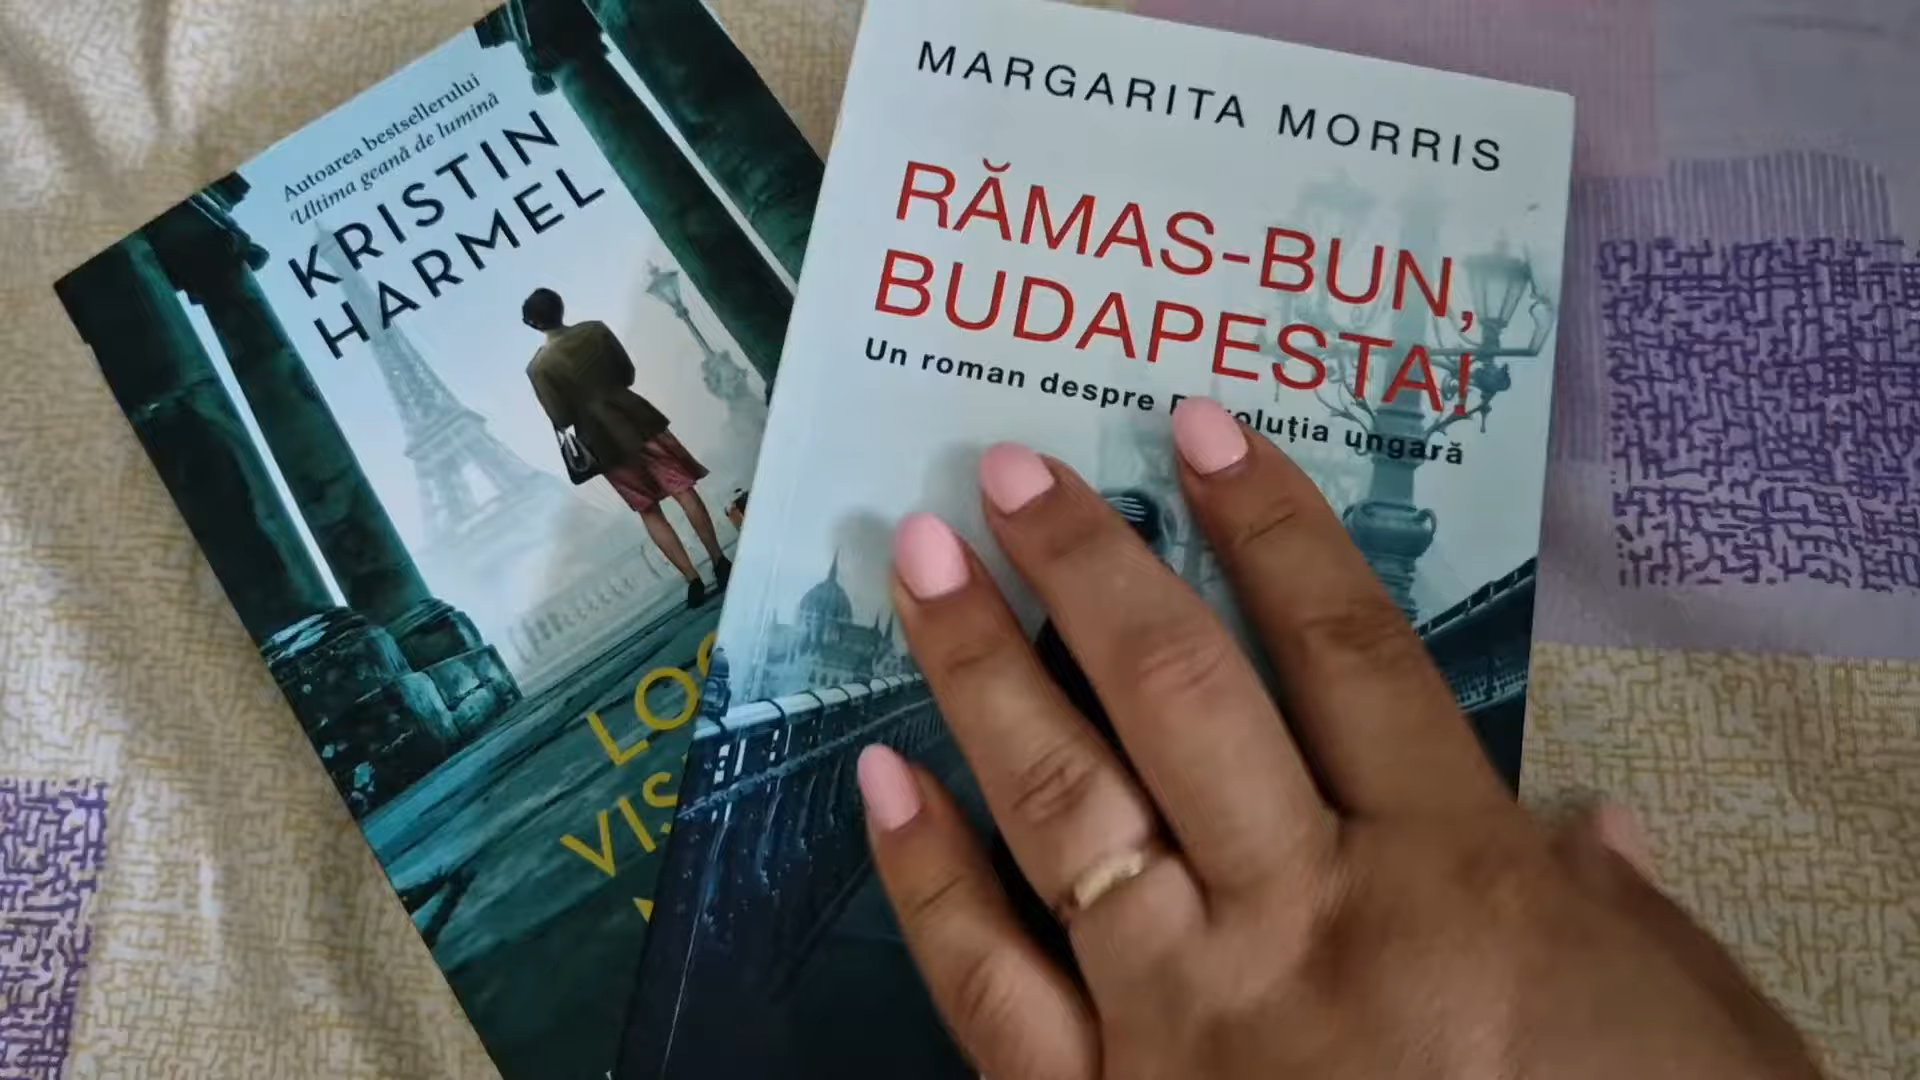 Autoarea bestsellerului
Ultima geană de lumină
KRISTIN
HARMEL
MARGARITA MORRIS
RĂMAS-BUN,
BUDAPESTA!
Un roman despre ungară